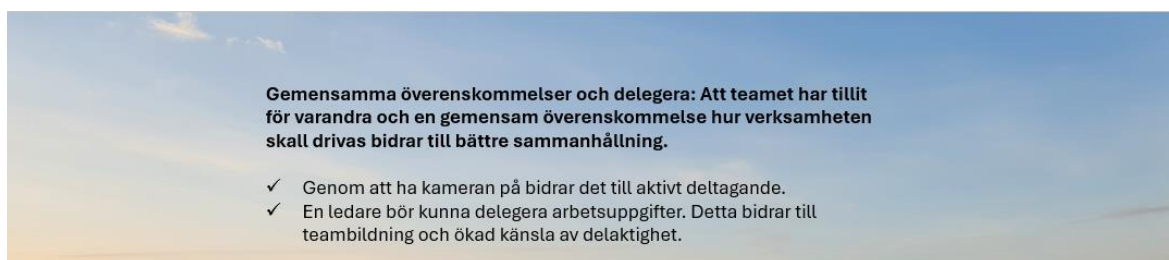 Gemensamma överenskommelser och delegera: Att teamet har tillit
för varandra och en gemensam överenskommelse hur verksamheten
skall drivas bidrar till bättre sammanhållning.
✓ Genom att ha kameran på bidrar det till aktivt deltagande.
✓ En ledare bör kunna delegera arbetsuppgifter. Detta bidrar till
teambildning och ökad känsla av delaktighet.